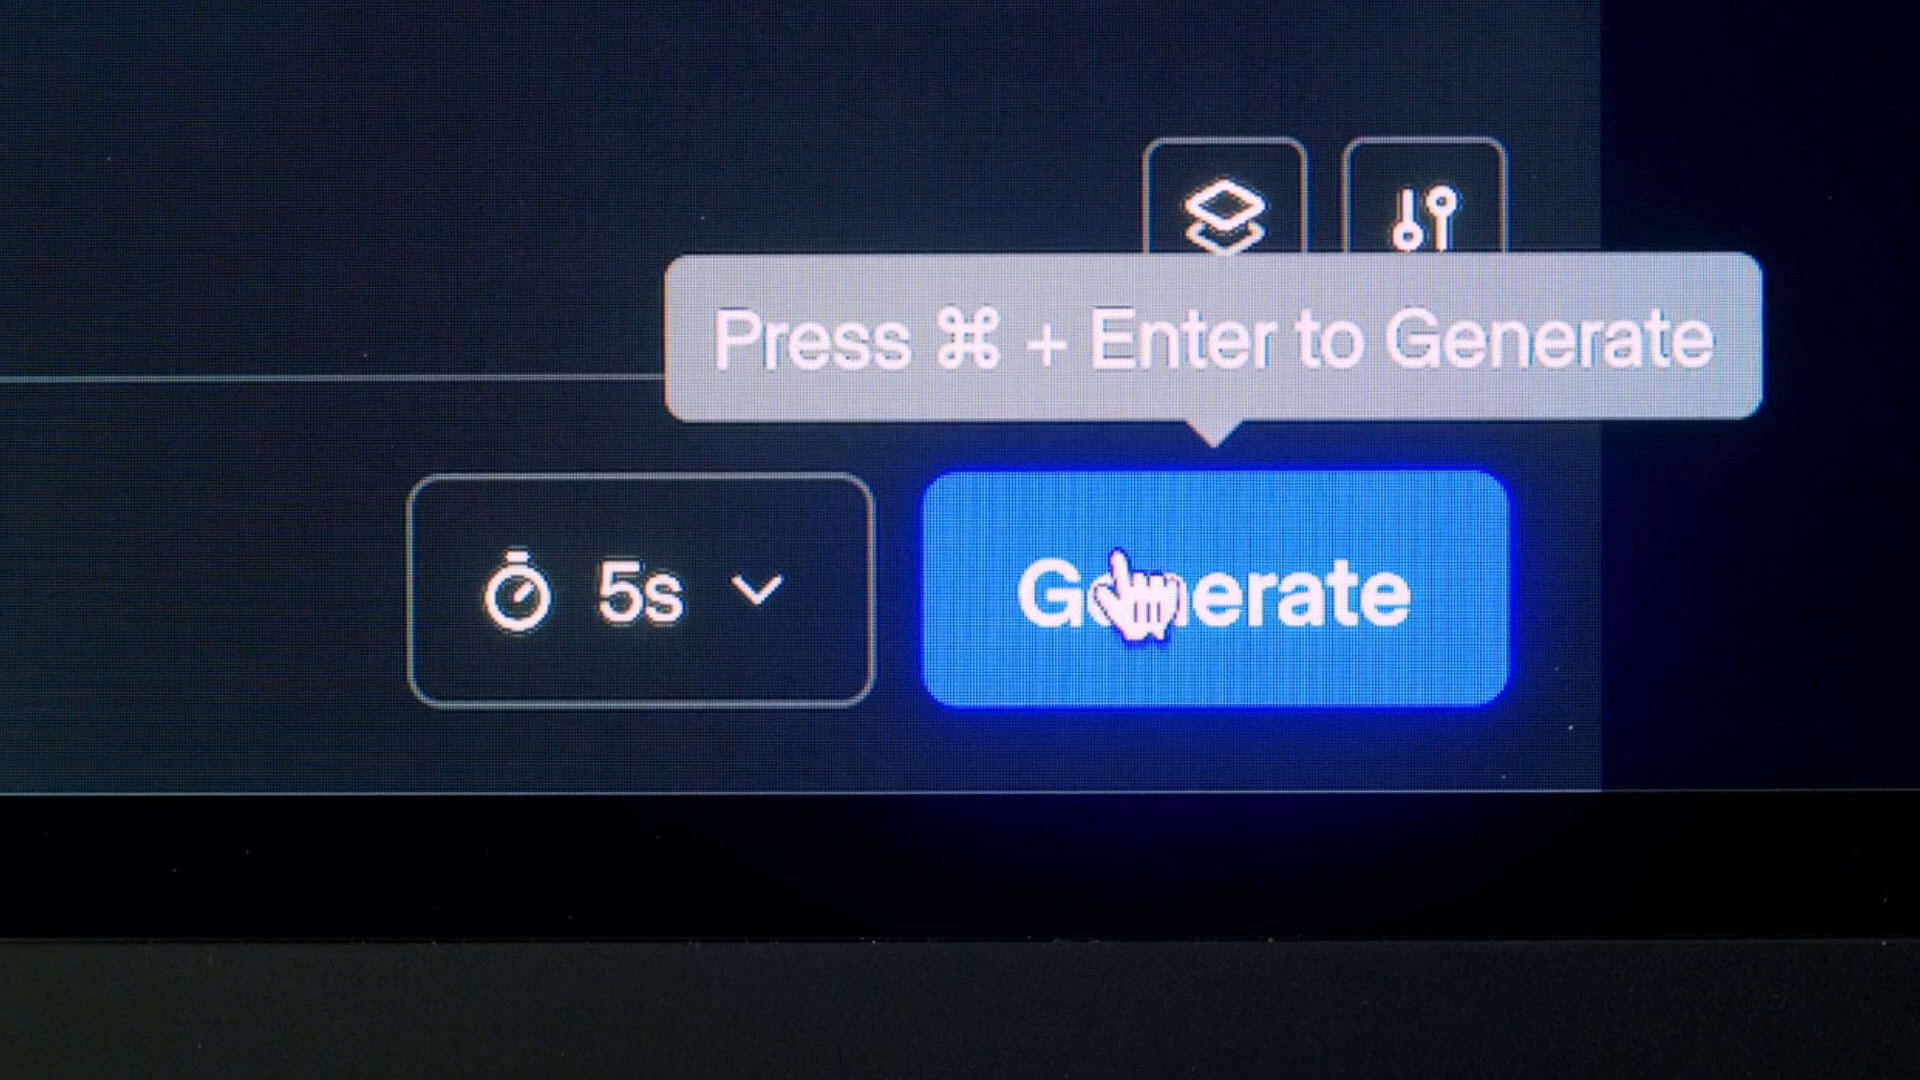 Press ⌘ + Enter to Generate
5s
Generate